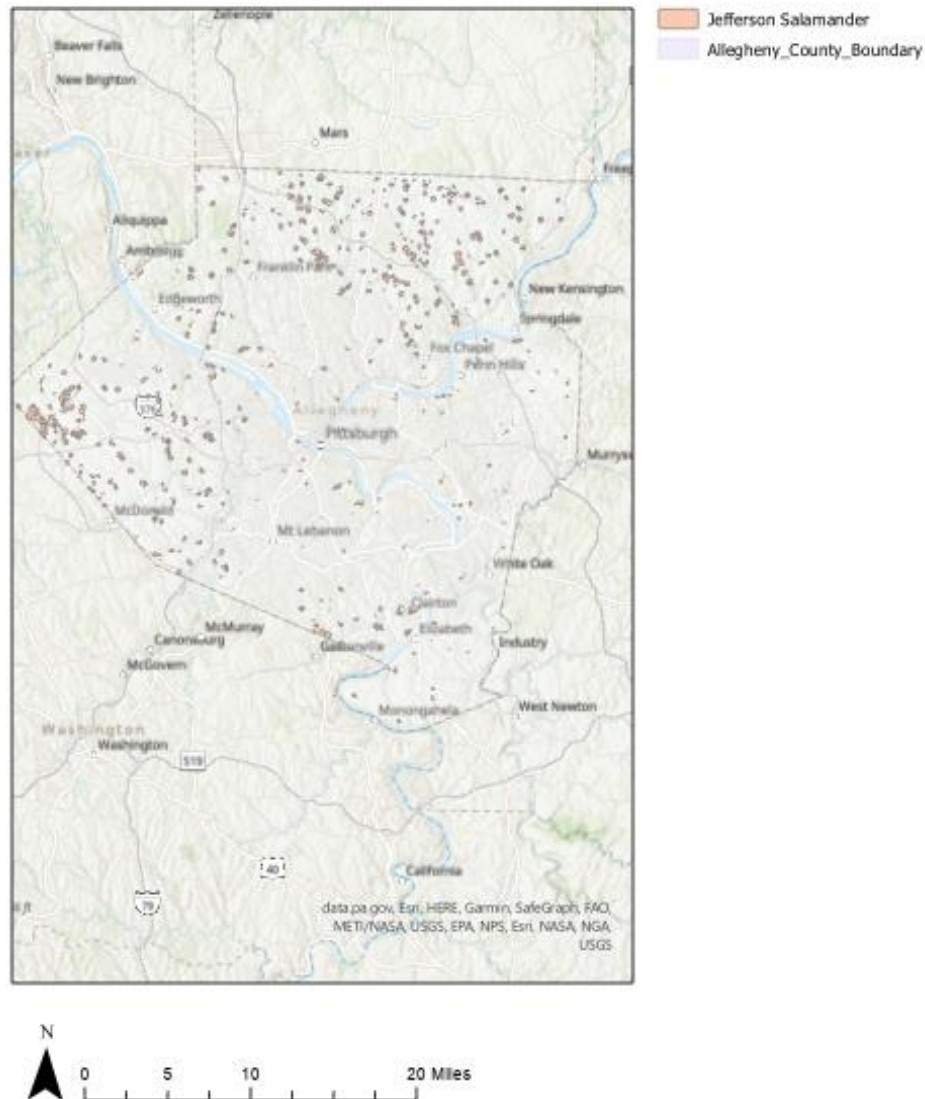 Zelienople
Beaver Falls
New Brighton
Mars
Aliquippa
Ambridge
Franklin Park
Edgeworth
New Kensington
Springdale
Fox Chapel
Penn Hills
376
Allegheny
Pittsburgh
Murrys
McDonald
Mt Lebanon
White Oak
Clairton
Elizabeth
McMurray
Canonsburg
Industry
McGovern
Monongahela
West Newton
Washington
Washington
519
40
California
79
data.pa.gov, Esri, HERE, Garmin, SafeGraph, FAO,
METI/NASA, USGS, EPA, NPS, Esri, NASA, NGA,
USGS
Jefferson Salamander
Allegheny_County_Boundary
N
0 5 10 20 Miles